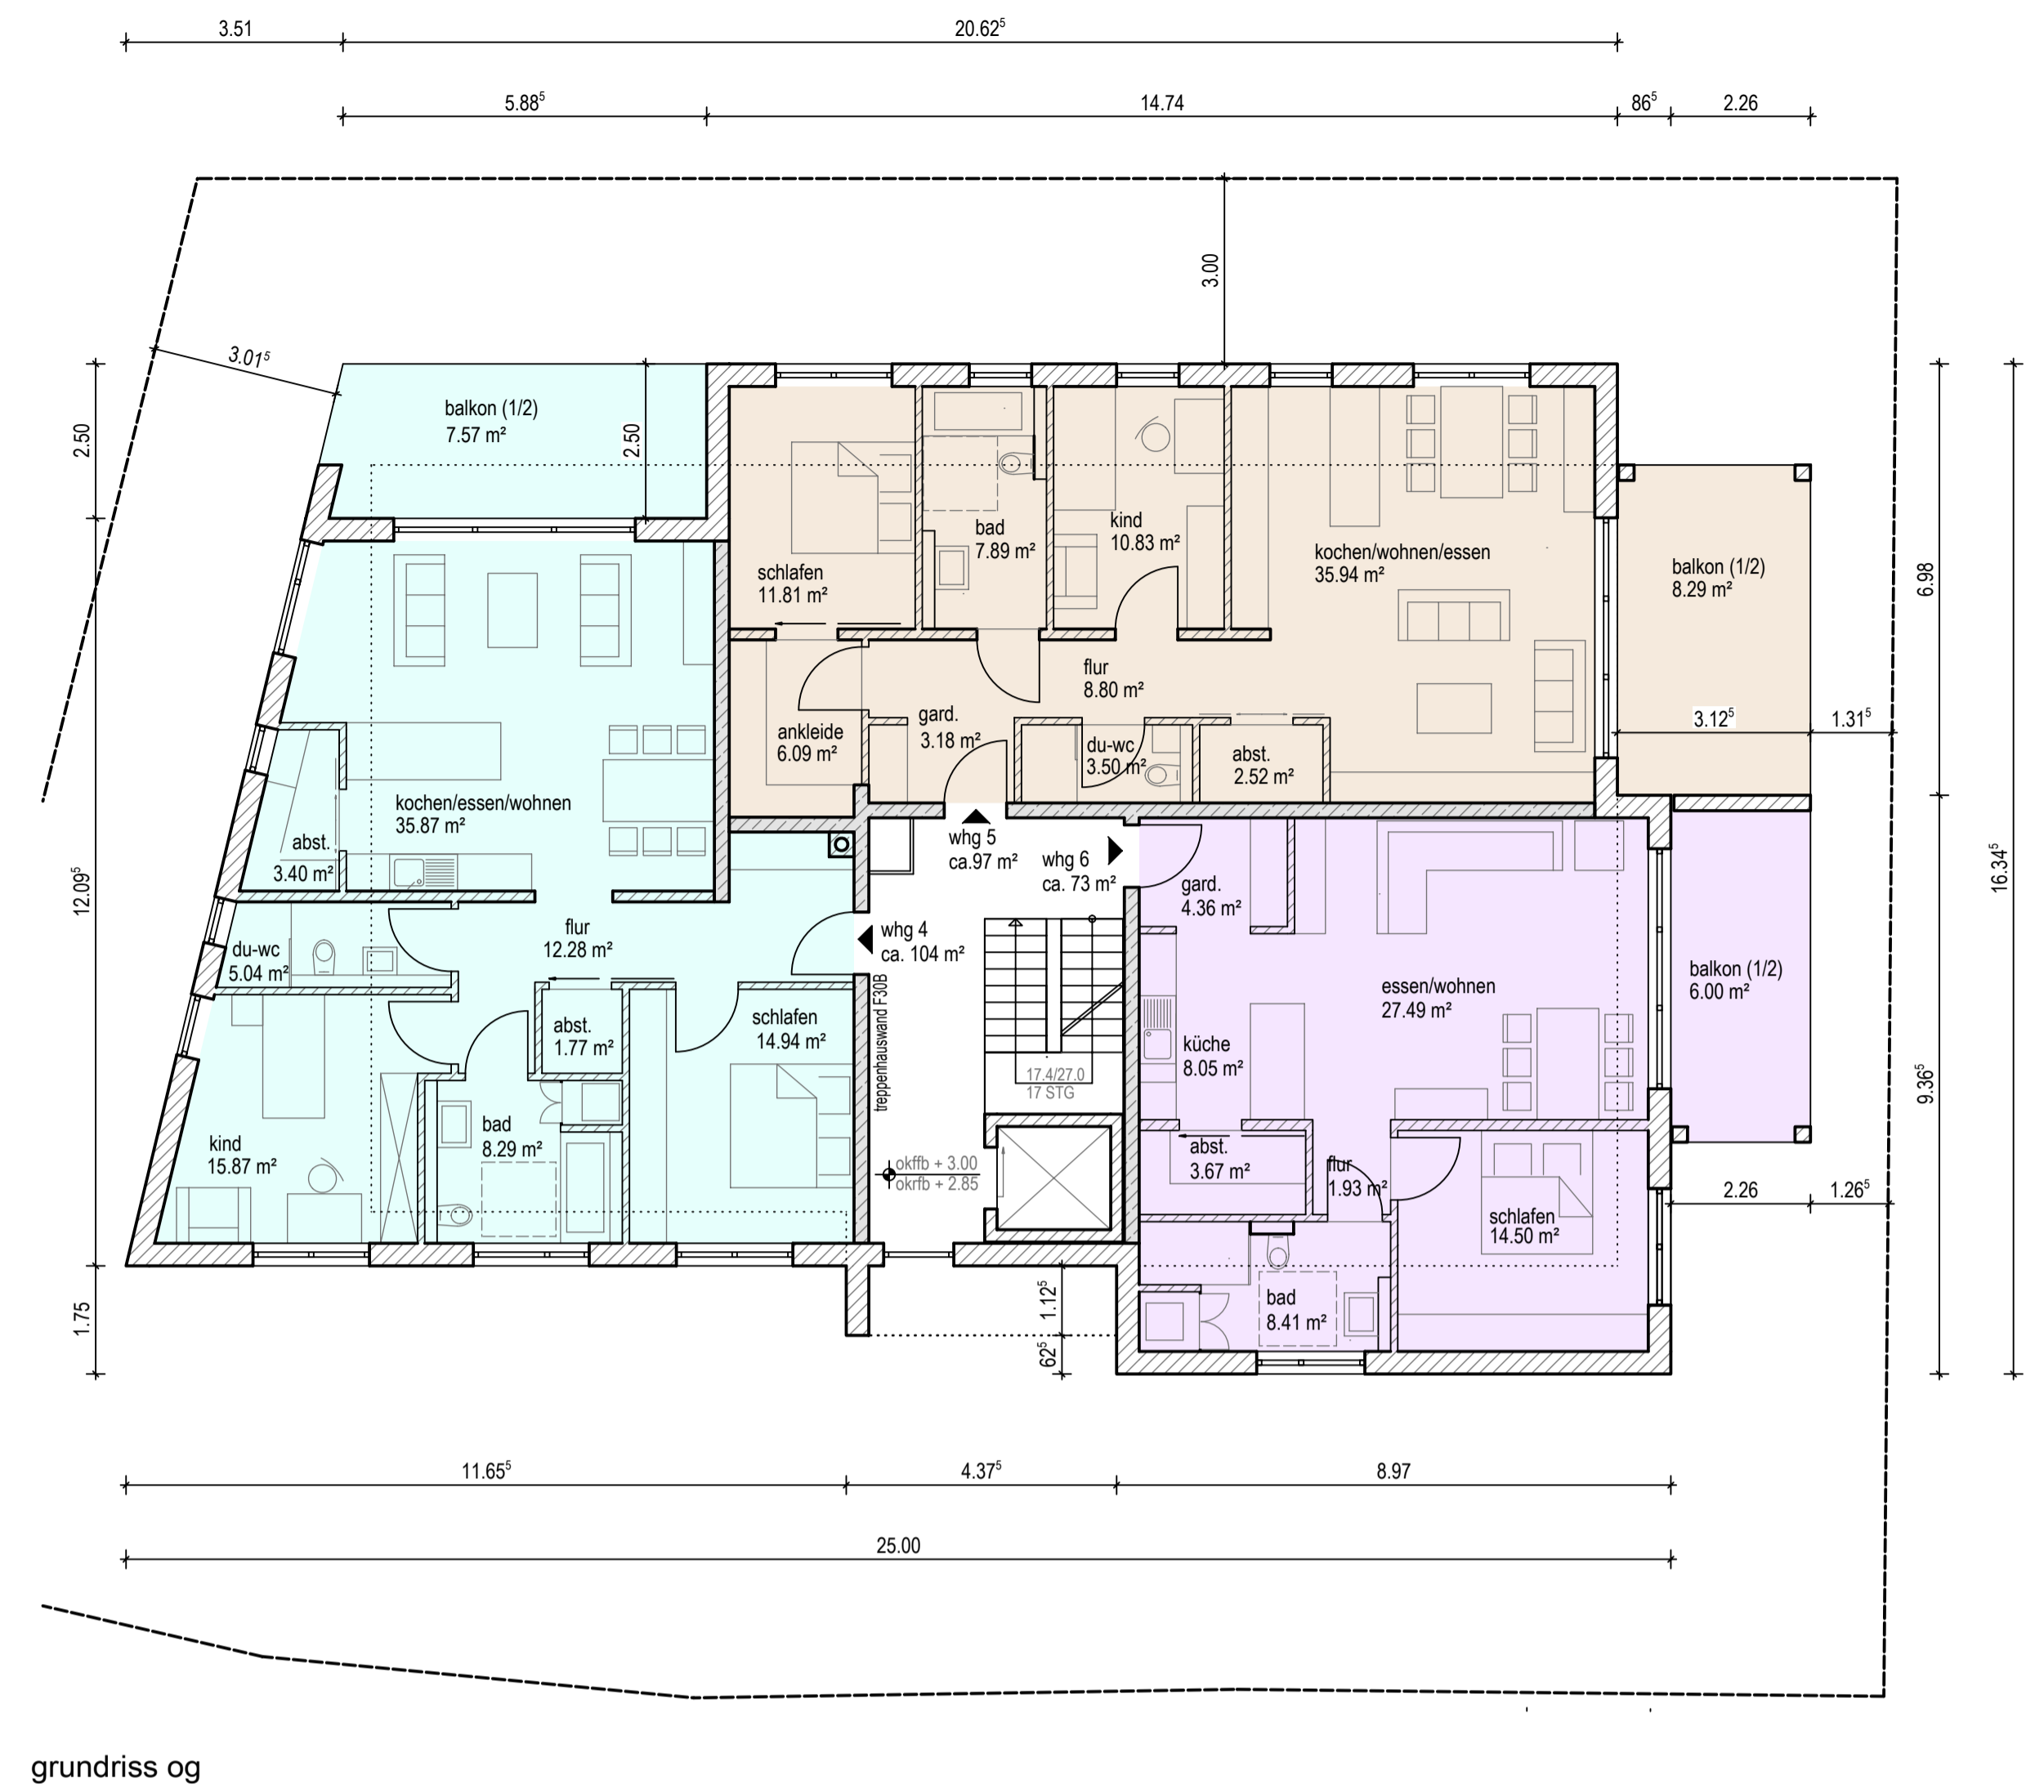 3.51
20.62⁵
5.88⁵
14.74
86⁵
2.26
3.00
3.01⁵
2.50
balkon (1/2)
7.57 m²
2.50
6.98
16.34⁵
12.09⁵
9.36⁵
1.75
schlafen
11.81 m²
bad
7.89 m²
kind
10.83 m²
kochen/wohnen/essen
35.94 m²
balkon (1/2)
8.29 m²
flur
8.80 m²
ankleide
6.09 m²
gard.
3.18 m²
du-wc
3.50 m²
abst.
2.52 m²
3.12⁵
1.31⁵
kochen/essen/wohnen
35.87 m²
abst.
3.40 m²
du-wc
5.04 m²
flur
12.28 m²
whg 5
ca.97 m²
whg 6
ca. 73 m²
whg 4
ca. 104 m²
treppenhauswand F30B
gard.
4.36 m²
essen/wohnen
27.49 m²
balkon (1/2)
6.00 m²
küche
8.05 m²
abst.
1.77 m²
schlafen
14.94 m²
17.4/27.0
17 STG
kind
15.87 m²
bad
8.29 m²
okffb + 3.00
okrfb + 2.85
abst.
3.67 m²
flur
1.93 m²
schlafen
14.50 m²
2.26
1.26⁵
bad
8.41 m²
1.12⁵
62⁵
11.65⁵
4.37⁵
8.97
25.00
grundriss og